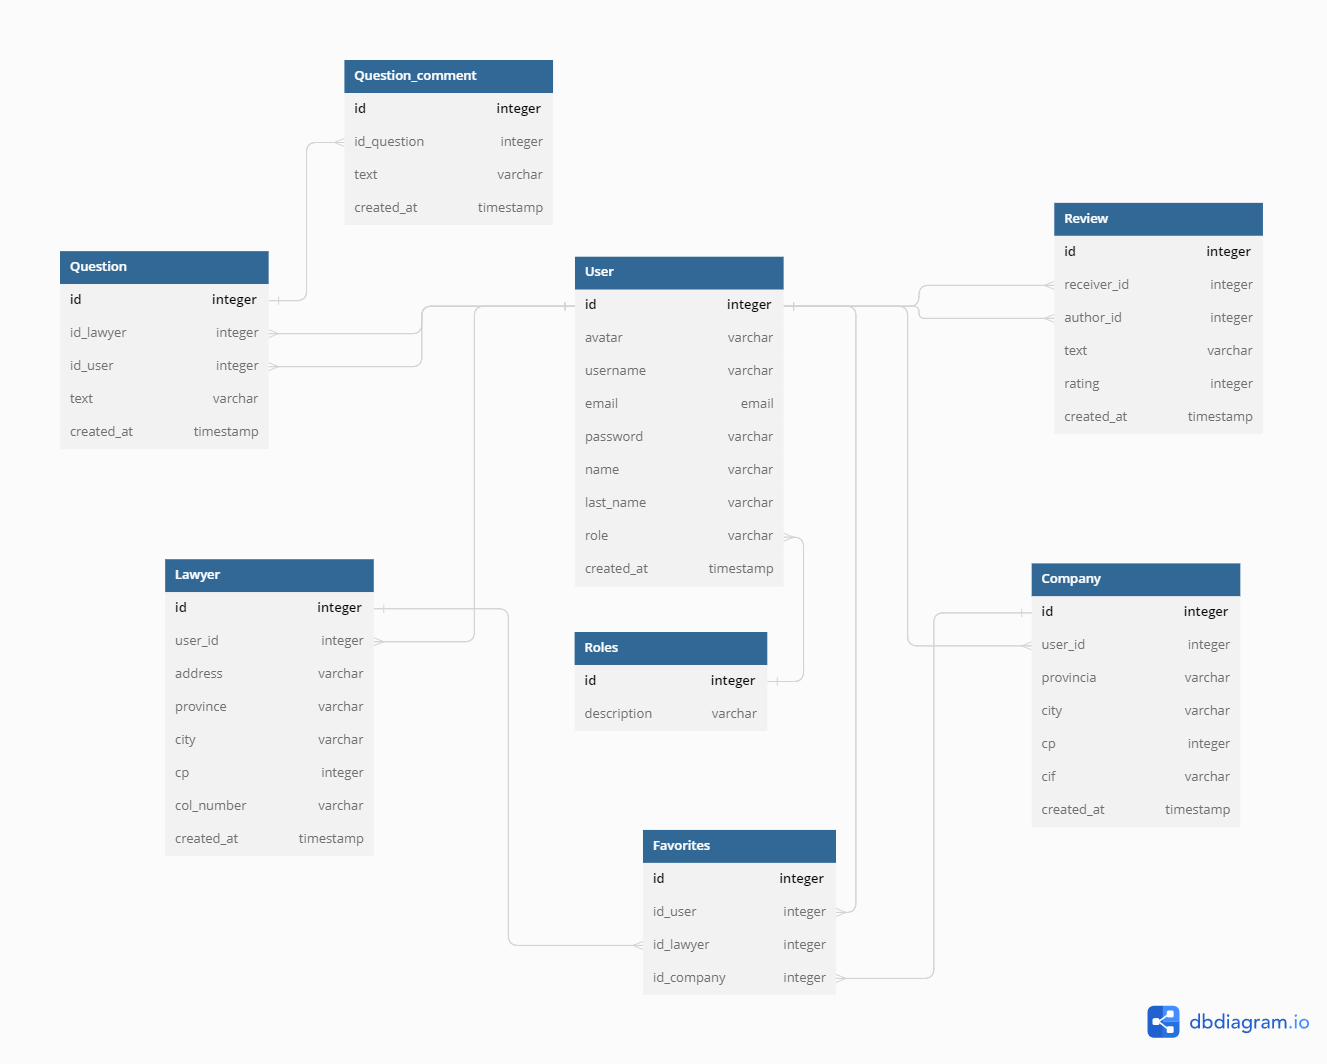 Question_comment
id integer
id_question integer
text varchar
created_at timestamp
Question
id integer
id_lawyer integer
id_user integer
text varchar
created_at timestamp
User
id integer
avatar varchar
username varchar
email email
password varchar
name varchar
last_name varchar
role varchar
created_at timestamp
Review
id integer
receiver_id integer
author_id integer
text varchar
rating integer
created_at timestamp
Lawyer
id integer
user_id integer
address varchar
province varchar
city varchar
cp integer
col_number varchar
created_at timestamp
Roles
id integer
description varchar
Company
id integer
user_id integer
provincia varchar
city varchar
cp integer
cif varchar
created_at timestamp
Favorites
id integer
id_user integer
id_lawyer integer
id_company integer
dbdiagram.io